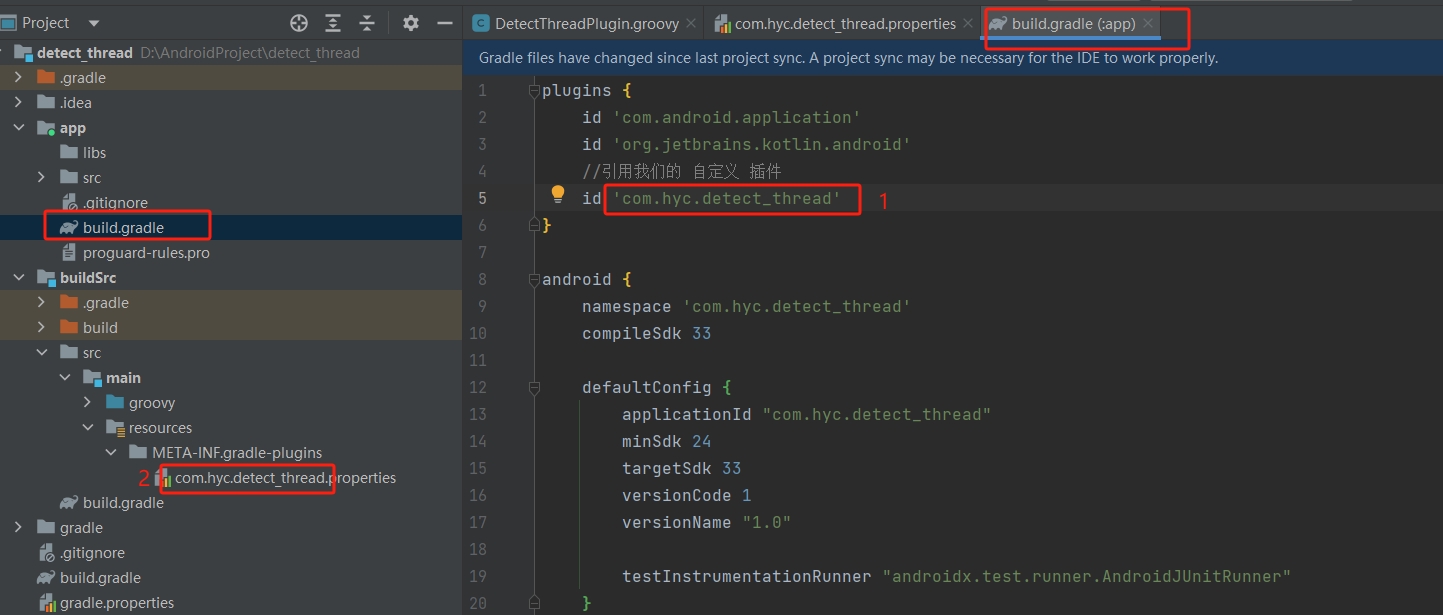 Project
detect_thread D:\AndroidProject\detect_thread
.gradle
.idea
app
libs
src
.gitignore
build.gradle
proguard-rules.pro
buildSrc
.gradle
build
src
main
groovy
resources
META-INF.gradle-plugins
2 com.hyc.detect_thread.properties
build.gradle
gradle
.gitignore
build.gradle
gradle.properties
C DetectThreadPlugin.groovy com.hyc.detect_thread.properties build.gradle (:app)
Gradle files have changed since last project sync. A project sync may be necessary for the IDE to work properly.
1 plugins {
2 id 'com.android.application'
3 id 'org.jetbrains.kotlin.android'
4 //引用我们的 自定义 插件
5 id 'com.hyc.detect_thread' 1
6 }
7
8 android {
9 namespace 'com.hyc.detect_thread'
10 compileSdk 33
11
12 defaultConfig {
13 applicationId "com.hyc.detect_thread"
14 minSdk 24
15 targetSdk 33
16 versionCode 1
17 versionName "1.0"
18
19 testInstrumentationRunner "androidx.test.runner.AndroidJUnitRunner"
20 }